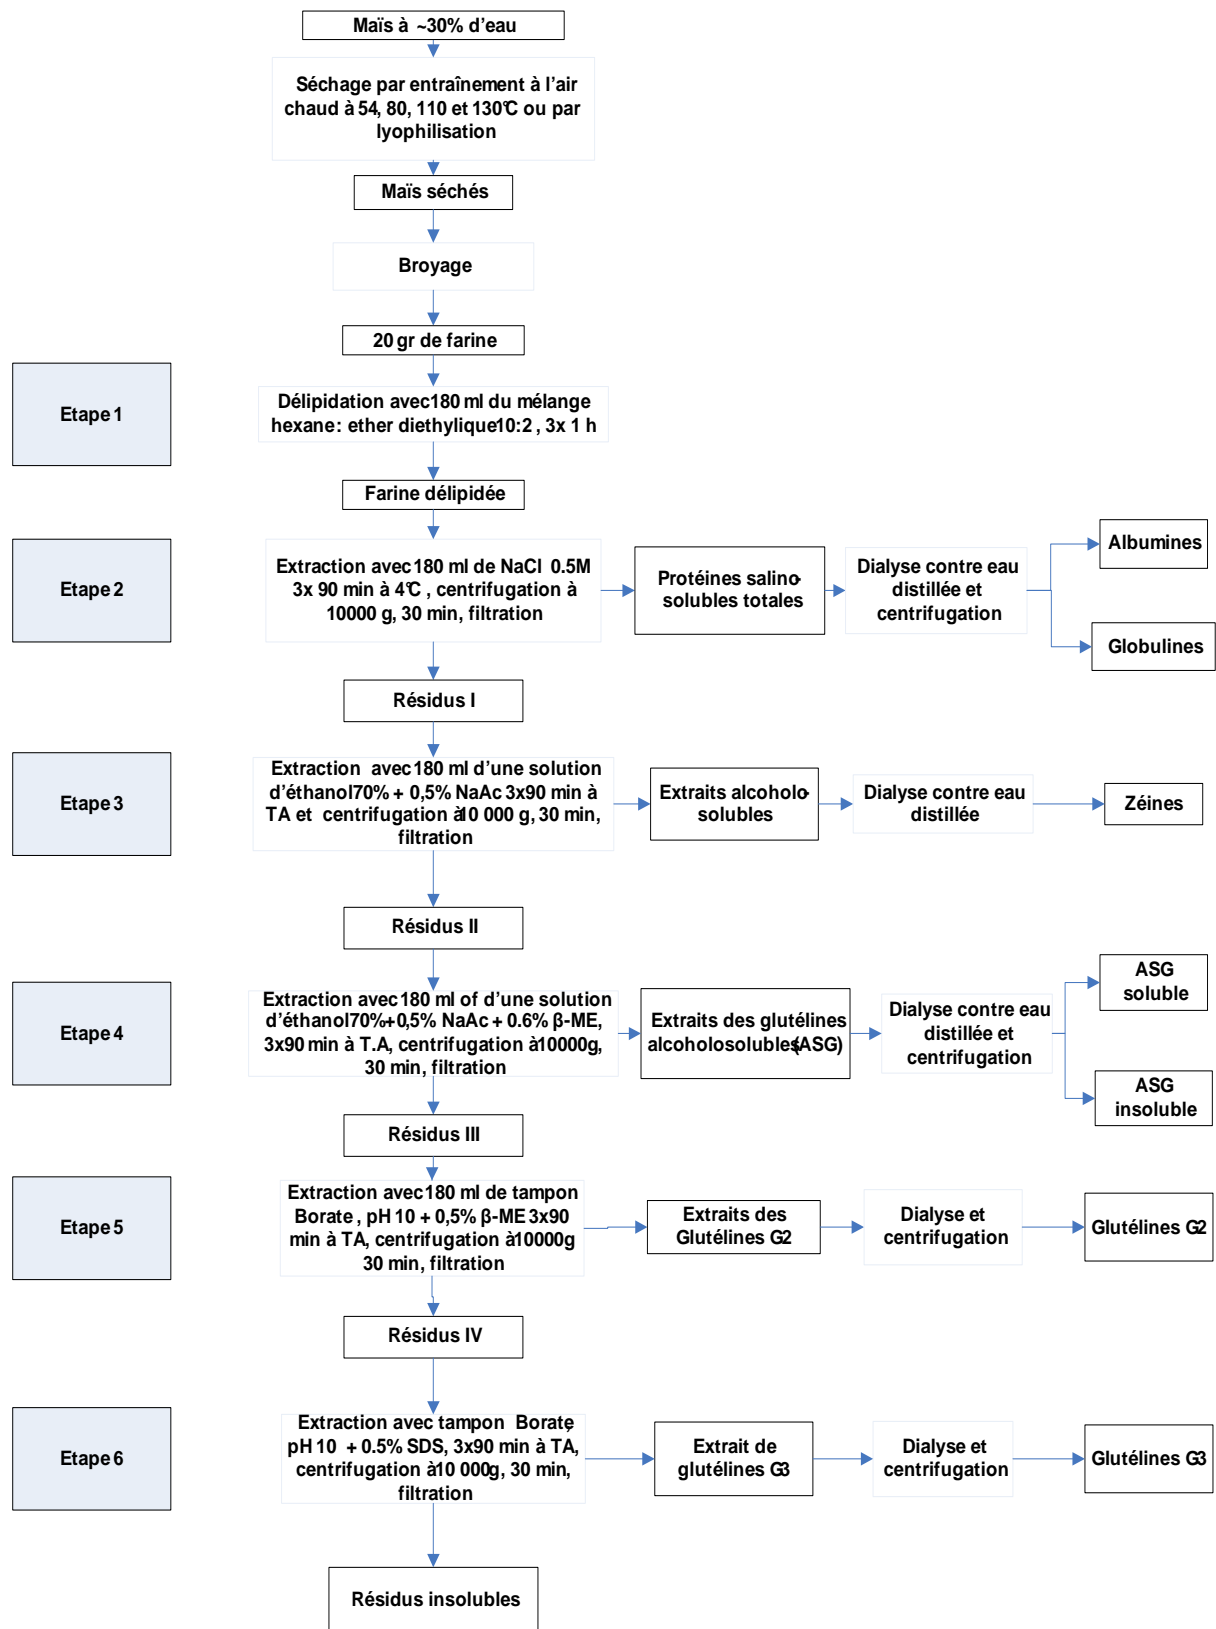 Maïs à ~30% d'eau
Séchage par entraînement à l'air
chaud à 54, 80, 110 et 130°C ou par
lyophilisation
Maïs séchés
Broyage
20 gr de farine
Etape 1
Délipidation avec 180 ml du mélange
hexane: ether diethylique 10:2 , 3x 1 h
Farine délipidée
Etape 2
Extraction avec 180 ml de NaCl 0.5M
3x 90 min à 4°C , centrifugation à
10000 g, 30 min, filtration
Protéines salino-
solubles totales
Dialyse contre eau
distillée et
centrifugation
Albumines
Globulines
Résidus I
Etape 3
Extraction avec 180 ml d'une solution
d'éthanol 70% + 0,5% NaAc 3x90 min à
TA et centrifugation à 10 000 g, 30 min,
filtration
Extraits alcoholo-
solubles
Dialyse contre eau
distillée
Zéines
Résidus II
Etape 4
Extraction avec 180 ml of d'une solution
d'éthanol 70%+0,5% NaAc + 0.6% β-ME,
3x90 min à T.A, centrifugation à 10000g,
30 min, filtration
Extraits des glutélines
alcoholosolubles (ASG)
Dialyse contre eau
distillée et
centrifugation
ASG
soluble
ASG
insoluble
Résidus III
Etape 5
Extraction avec 180 ml de tampon
Borate , pH 10 + 0,5% β-ME 3x90
min à TA, centrifugation à 10000g
30 min, filtration
Extraits des
Glutélines G2
Dialyse et
centrifugation
Glutélines G2
Résidus IV
Etape 6
Extraction avec tampon Borate,
pH 10 + 0.5% SDS, 3x90 min à TA,
centrifugation à 10 000g, 30 min,
filtration
Extrait de
glutélines G3
Dialyse et
centrifugation
Glutélines G3
Résidus insolubles